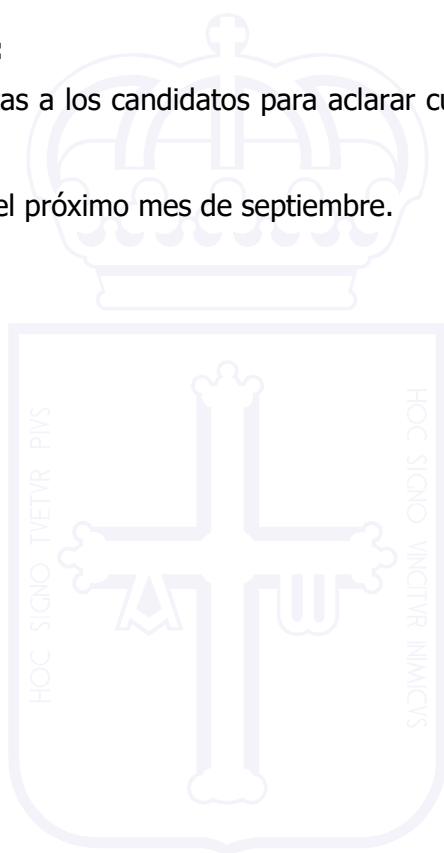 :
as a los candidatos para aclarar cu
el próximo mes de septiembre.
HOC SIGNO TVETVR PIVS
HOC SIGNO VINCITVR INIMICVS